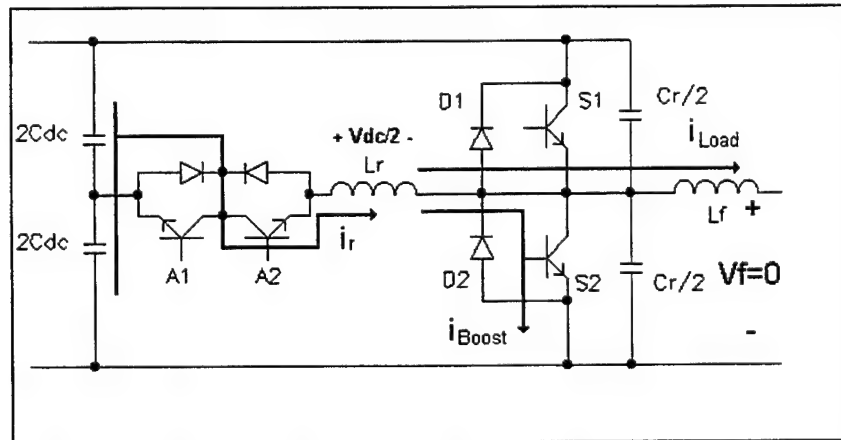 D1
S1
Cr/2
2Cdc
+ Vdc/2 -
Lr
iLoad
Lf
+
2Cdc
ir
A1
A2
D2
S2
Cr/2
Vf=0
iBoost
-